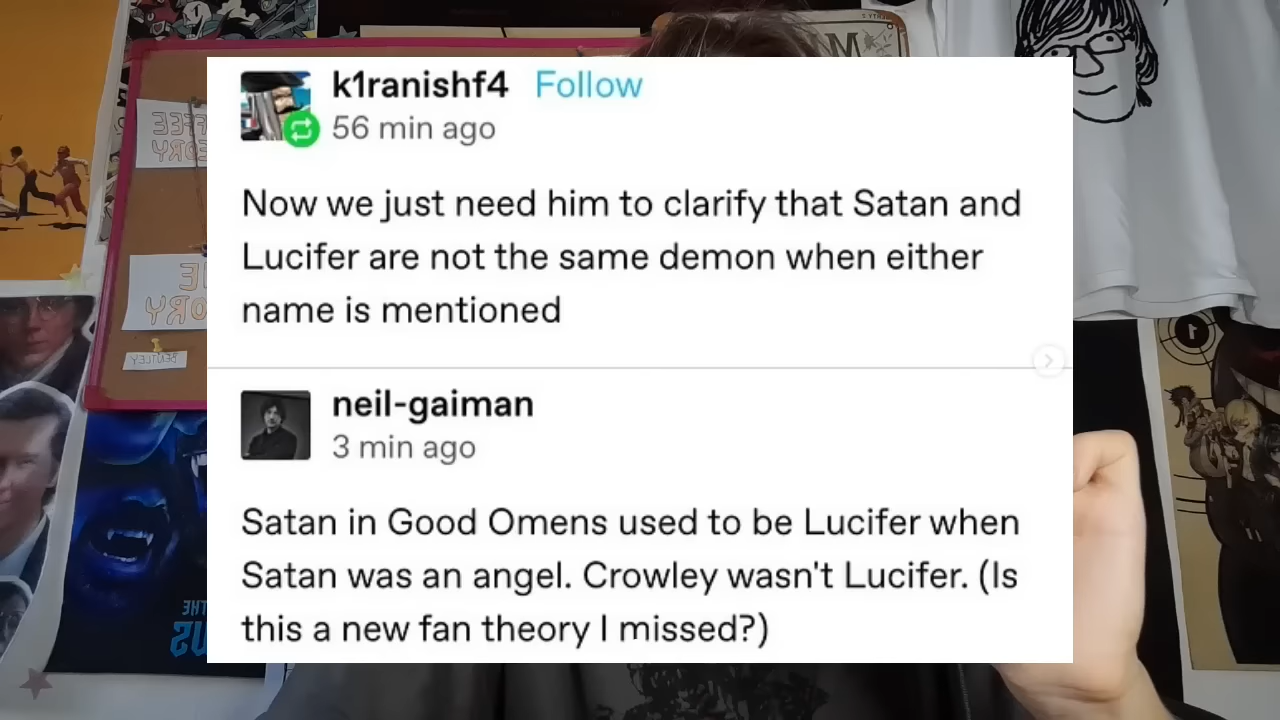 k1ranishf4 Follow
56 min ago
Now we just need him to clarify that Satan and
Lucifer are not the same demon when either
name is mentioned
neil-gaiman
3 min ago
Satan in Good Omens used to be Lucifer when
Satan was an angel. Crowley wasn't Lucifer. (Is
this a new fan theory I missed?)